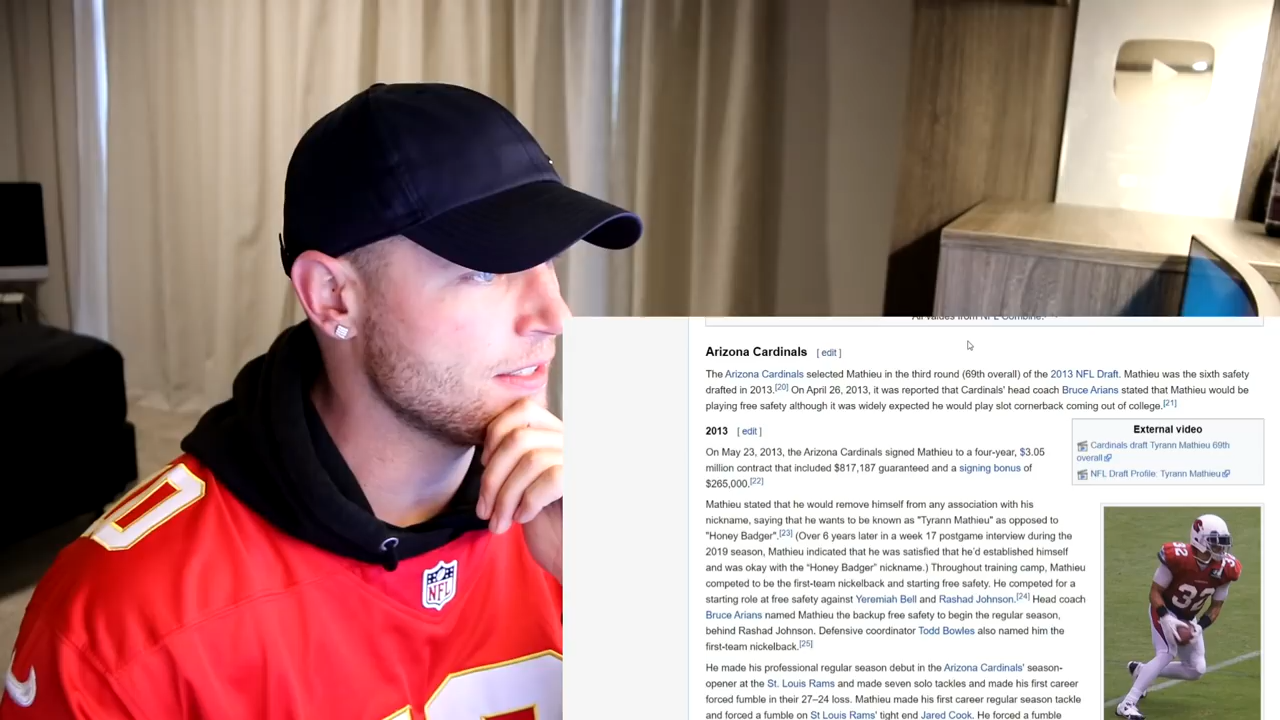 All values from NFL Combine.
Arizona Cardinals [ edit ]
The Arizona Cardinals selected Mathieu in the third round (69th overall) of the 2013 NFL Draft. Mathieu was the sixth safety
drafted in 2013.[20] On April 26, 2013, it was reported that Cardinals' head coach Bruce Arians stated that Mathieu would be
playing free safety although it was widely expected he would play slot cornerback coming out of college.[21]
2013 [ edit ]
On May 23, 2013, the Arizona Cardinals signed Mathieu to a four-year, $3.05
million contract that included $817,187 guaranteed and a signing bonus of
$265,000.[22]
Mathieu stated that he would remove himself from any association with his
nickname, saying that he wants to be known as "Tyrann Mathieu" as opposed to
"Honey Badger".[23] (Over 6 years later in a week 17 postgame interview during the
2019 season, Mathieu indicated that he was satisfied that he'd established himself
and was okay with the “Honey Badger” nickname.) Throughout training camp, Mathieu
competed to be the first-team nickelback and starting free safety. He competed for a
starting role at free safety against Yeremiah Bell and Rashad Johnson.[24] Head coach
Bruce Arians named Mathieu the backup free safety to begin the regular season,
behind Rashad Johnson. Defensive coordinator Todd Bowles also named him the
first-team nickelback.[25]
He made his professional regular season debut in the Arizona Cardinals' season-
opener at the St. Louis Rams and made seven solo tackles and made his first career
forced fumble in their 27–24 loss. Mathieu made his first career regular season tackle
and forced a fumble on St Louis Rams' tight end Jared Cook. He forced a fumble
External video
Cardinals draft Tyrann Mathieu 69th
overall
NFL Draft Profile: Tyrann Mathieu
32
32
NFL